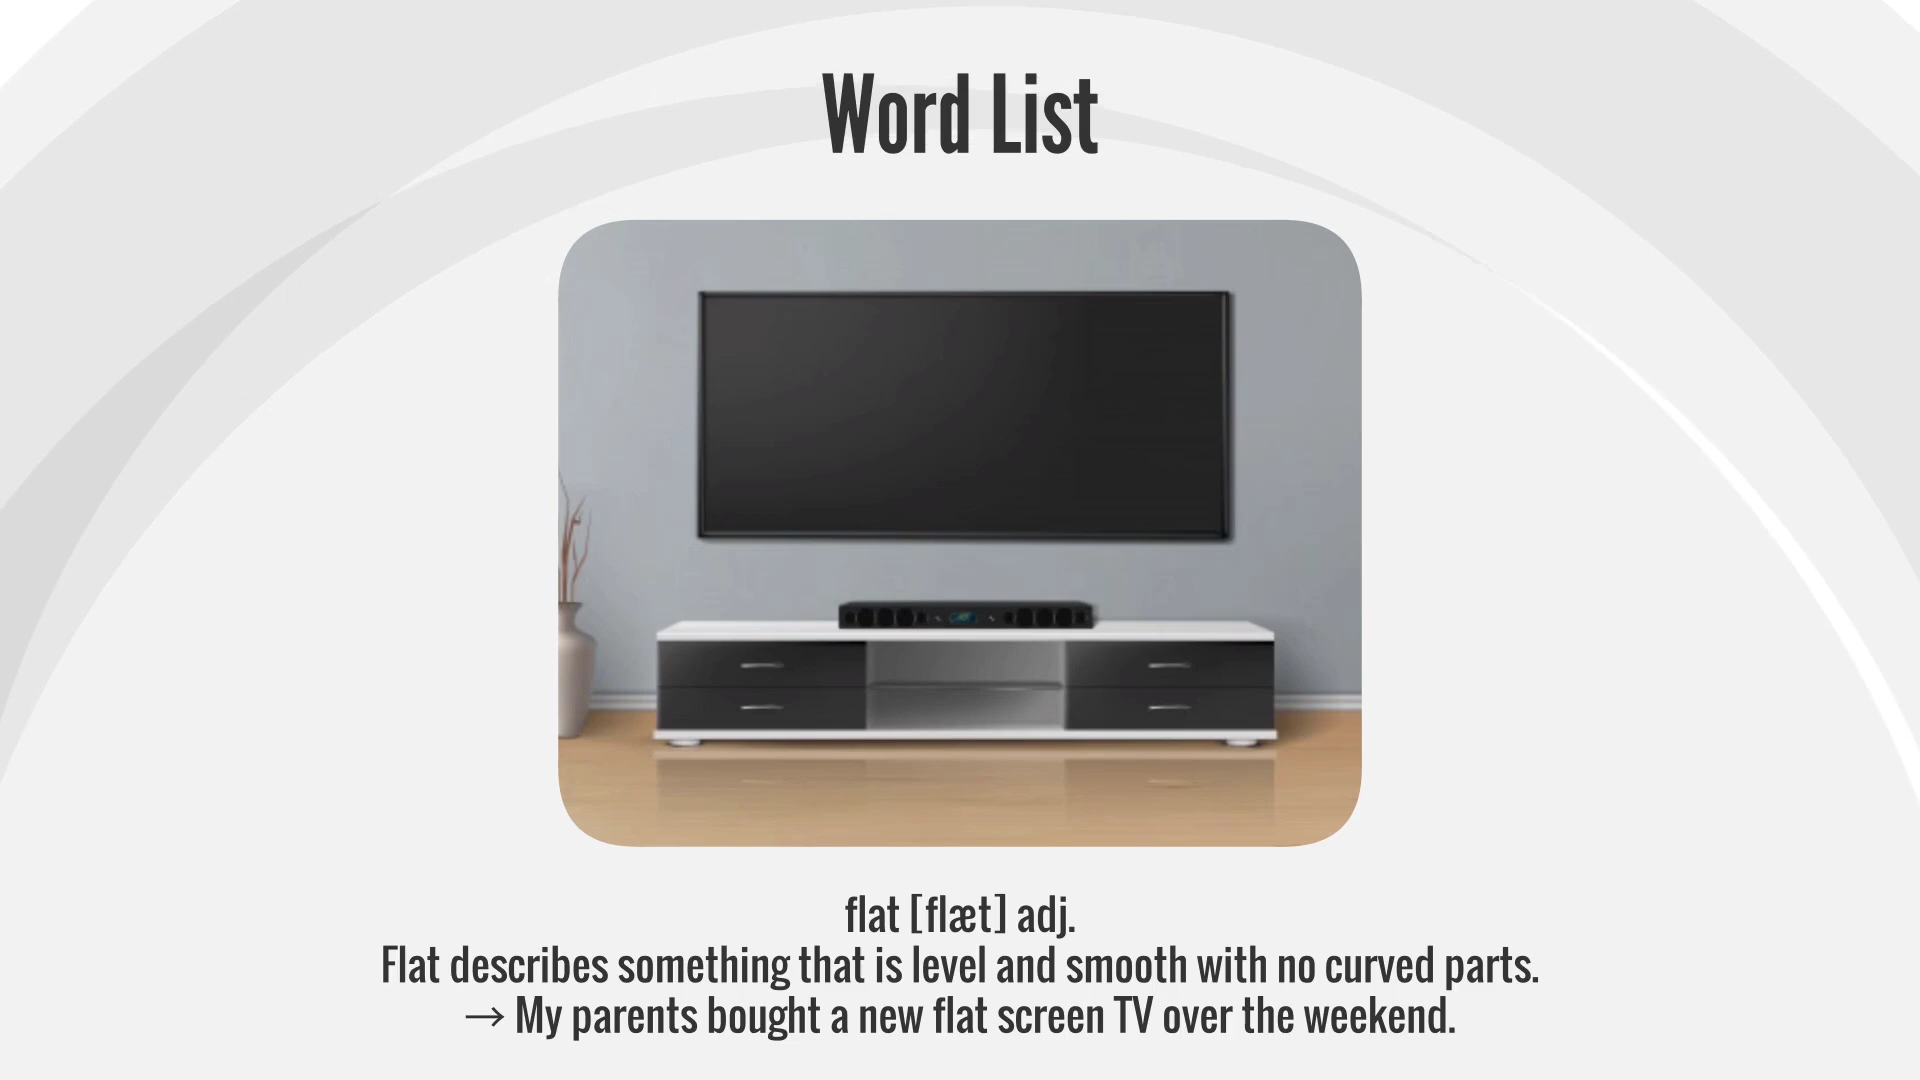 Word List
flat [flæt] adj.
Flat describes something that is level and smooth with no curved parts.
→ My parents bought a new flat screen TV over the weekend.